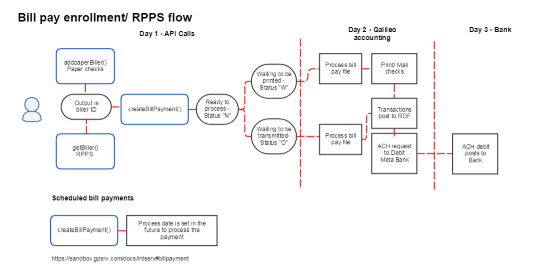 Bill pay enrollment/ RPPS flow
Day 1 - API Calls
Day 2 - Galileo
accounting
Day 3 - Bank
addpaperBiller()
Paper checks
Output is
biller ID
getBiller()
RPPS
createBillPayment()
Ready to
process -
Status "N"
Waiting to be
printed -
Status "W"
Waiting to be
transmitted-
Status "O"
Process bill
pay file
Print/ Mail
checks
Process bill
pay file
Transactions
post to RDF
ACH request
to Debit
Meta Bank
ACH debit
posts to
Bank
Scheduled bill payments
createBillPayment()
Process date is set in the
future to process the
payment
https://sandbox.gpsrv.com/docs/intserv#billpayment